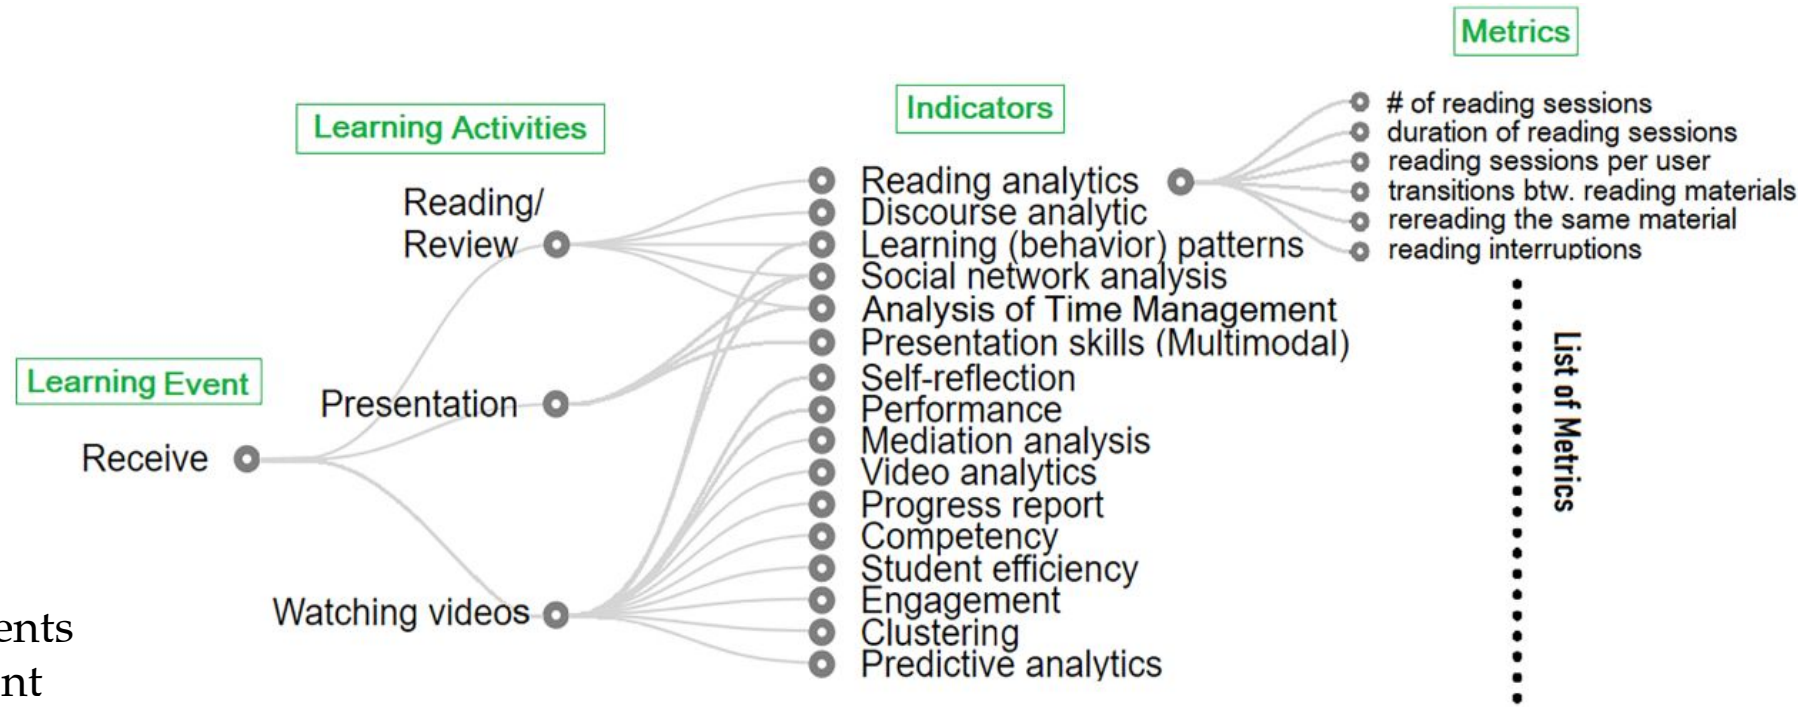 Metrics
# of reading sessions
duration of reading sessions
reading sessions per user
transitions btw. reading materials
rereading the same material
reading interruptions
List of Metrics
Indicators
Reading analytics
Discourse analytic
Learning (behavior) patterns
Social network analysis
Analysis of Time Management
Presentation skills (Multimodal)
Self-reflection
Performance
Mediation analysis
Video analytics
Progress report
Competency
Student efficiency
Engagement
Clustering
Predictive analytics
Learning Activities
Reading/
Review
Presentation
Watching videos
Learning Event
Receive
ents
nt